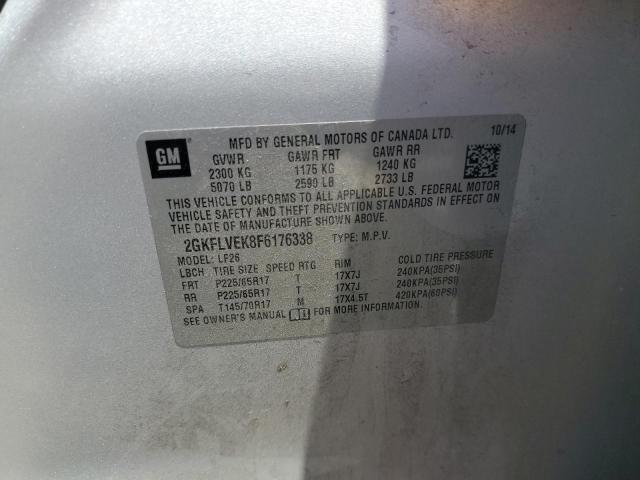 GM
MFD BY GENERAL MOTORS OF CANADA LTD. 10/14
GVWR GAWR FRT GAWR RR
2300 KG 1175 KG 1240 KG
5070 LB 2590 LB 2733 LB
THIS VEHICLE CONFORMS TO ALL APPLICABLE U.S. FEDERAL MOTOR
VEHICLE SAFETY AND THEFT PREVENTION STANDARDS IN EFFECT
ON THE DATE OF MANUFACTURE SHOWN ABOVE.
2GKFLVEK8F6176338 TYPE: M.P.V.
MODEL: LF26
LBCH TIRE SIZE SPEED RTG RIM COLD TIRE PRESSURE
FRT P225/65R17 T 17X7J 240KPA(35PSI)
RR P225/65R17 T 17X7J 240KPA(35PSI)
SPA T145/70R17 M 17X4.5T 420KPA(60PSI)
SEE OWNER'S MANUAL FOR MORE INFORMATION.